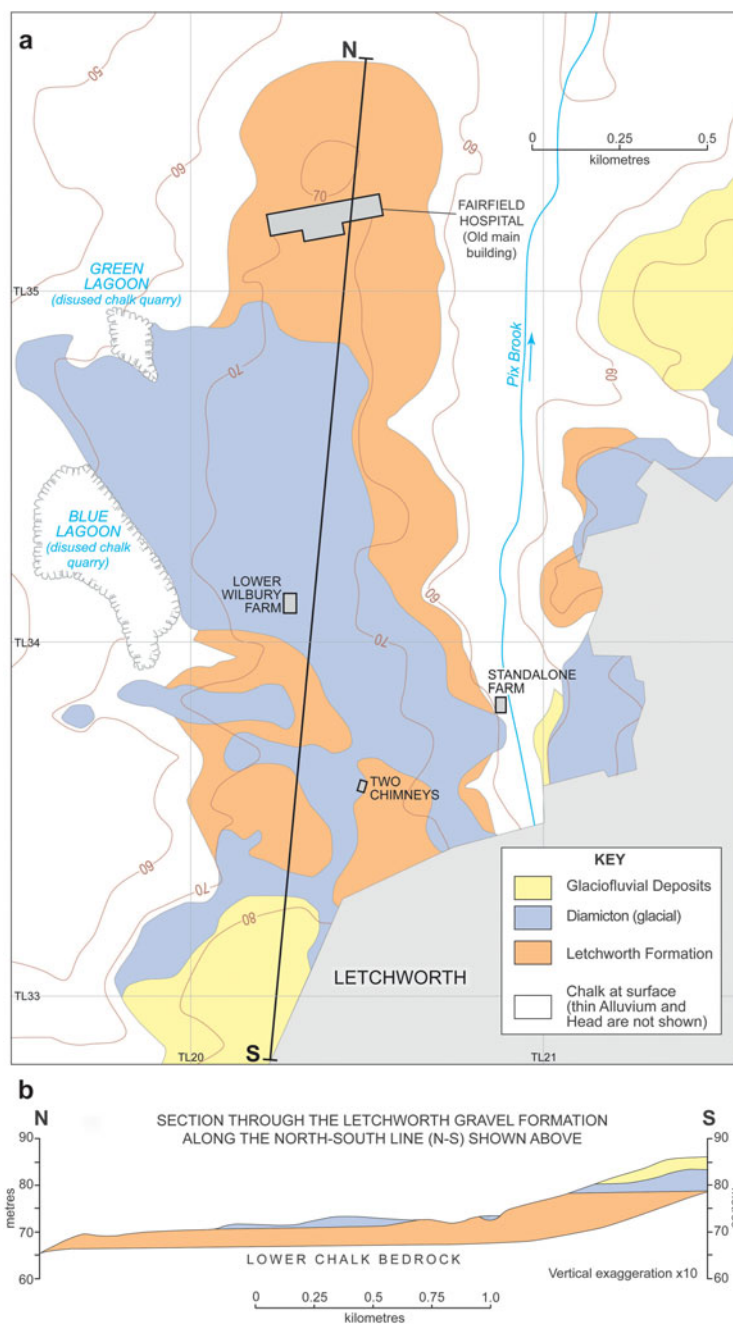 a
N
50
60
60
60
0
0.25
0.5
kilometres
70
FAIRFIELD
HOSPITAL
(Old main
building)
GREEN
LAGOON
(disused chalk quarry)
TL35
Pix Brook
70
60
BLUE
LAGOON
(disused chalk
quarry)
LOWER
WILBURY
FARM
60
TL34
70
STANDALONE
FARM
TWO
CHIMNEYS
60
70
80
KEY
Glaciofluvial Deposits
Diamicton (glacial)
Letchworth Formation
Chalk at surface
(thin Alluvium and
Head are not shown)
LETCHWORTH
TL33
S
TL20
TL21
b
N
SECTION THROUGH THE LETCHWORTH GRAVEL FORMATION
ALONG THE NORTH-SOUTH LINE (N-S) SHOWN ABOVE
S
90
80
70
60
metres
90
80
70
60
LOWER CHALK BEDROCK
Vertical exaggeration x10
0
0.25
0.50
0.75
1.0
kilometres